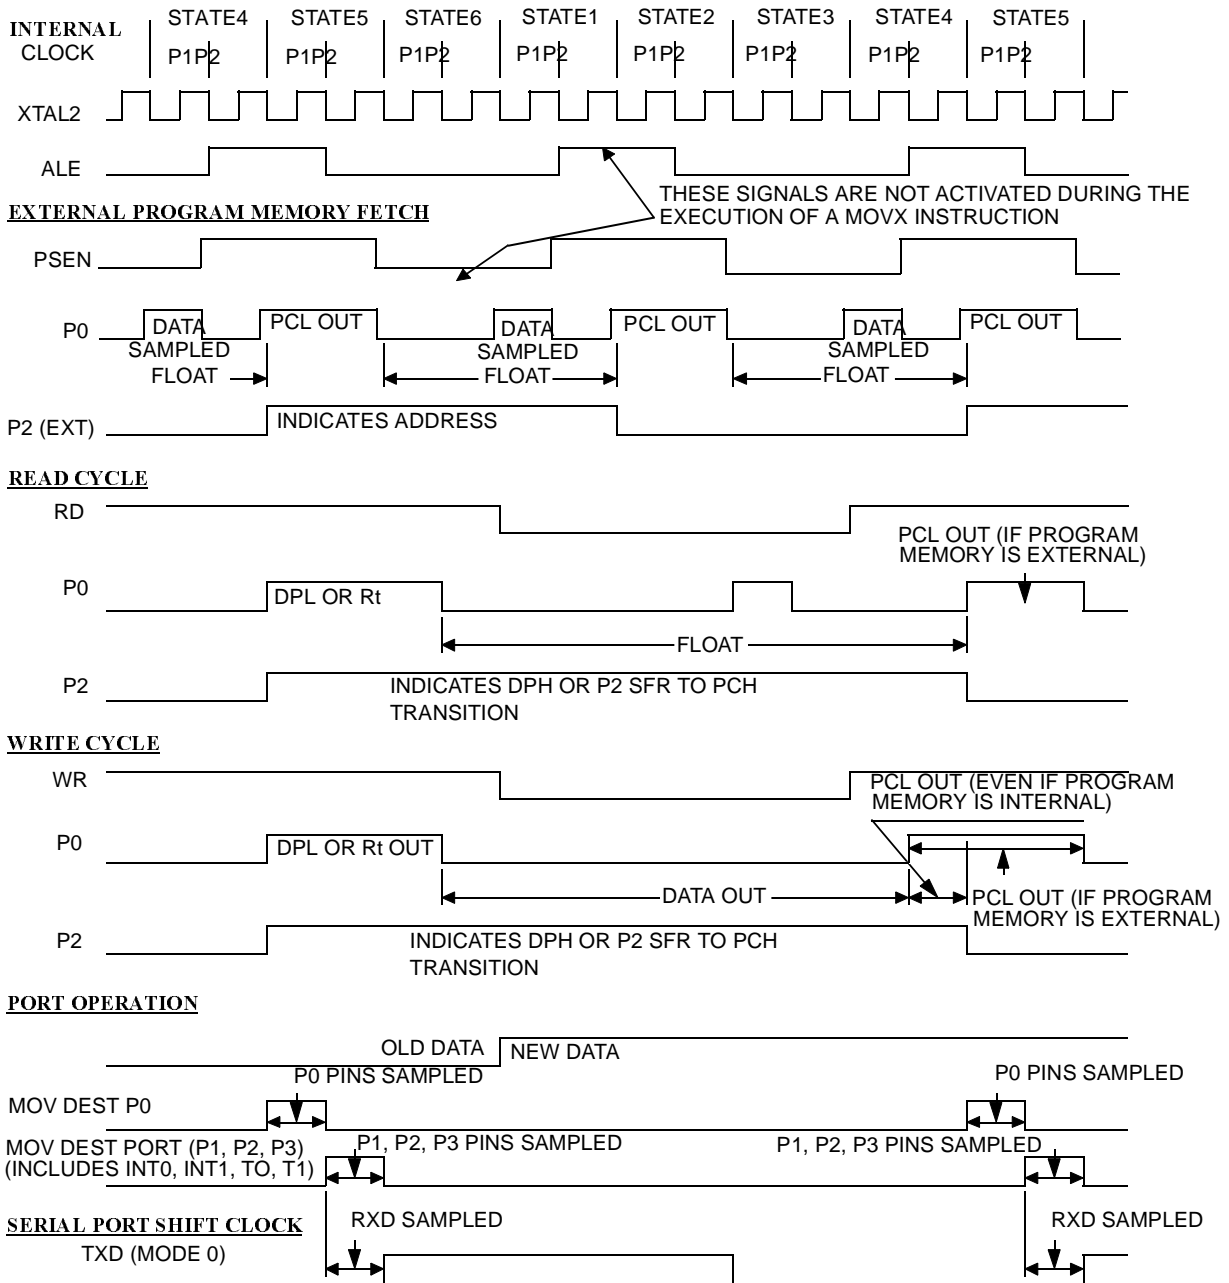 STATE4 STATE5 STATE6 STATE1 STATE2 STATE3 STATE4 STATE5
INTERNAL
CLOCK
P1P2 P1P2 P1P2 P1P2 P1P2 P1P2 P1P2 P1P2
XTAL2
ALE
THESE SIGNALS ARE NOT ACTIVATED DURING THE
EXECUTION OF A MOVX INSTRUCTION
EXTERNAL PROGRAM MEMORY FETCH
PSEN
P0
DATA PCL OUT DATA PCL OUT DATA PCL OUT
SAMPLED SAMPLED SAMPLED
FLOAT FLOAT FLOAT
P2 (EXT)
INDICATES ADDRESS
READ CYCLE
RD
PCL OUT (IF PROGRAM
MEMORY IS EXTERNAL)
P0
DPL OR Rt
FLOAT
P2
INDICATES DPH OR P2 SFR TO PCH
TRANSITION
WRITE CYCLE
WR
PCL OUT (EVEN IF PROGRAM
MEMORY IS INTERNAL)
P0
DPL OR Rt OUT
DATA OUT
PCL OUT (IF PROGRAM
MEMORY IS EXTERNAL)
P2
INDICATES DPH OR P2 SFR TO PCH
TRANSITION
PORT OPERATION
OLD DATA NEW DATA
P0 PINS SAMPLED P0 PINS SAMPLED
MOV DEST P0
MOV DEST PORT (P1, P2, P3)
(INCLUDES INT0, INT1, TO, T1)
P1, P2, P3 PINS SAMPLED P1, P2, P3 PINS SAMPLED
SERIAL PORT SHIFT CLOCK
RXD SAMPLED RXD SAMPLED
TXD (MODE 0)